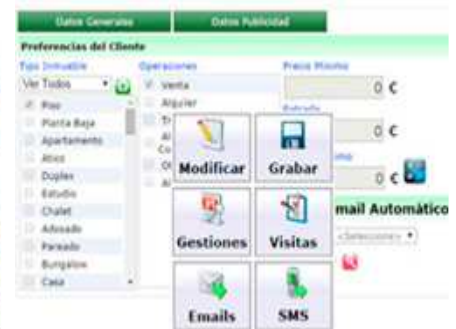 Datos Generales
Datos Publicidad
Preferencias del Cliente
Tipo Inmueble
Operaciones
Precio Mínimo
Ver Todos
Venta
0 €
Piso
Alquiler
Entrada
Planta Baja
Apartamento
0 €
Atico
Duplex
Modificar
Grabar
0 €
Estudio
Chalet
mail Automático
Adosado
Gestiones
Visitas
<Seleccione>
Pareado
Bungalow
Casa
Emails
SMS